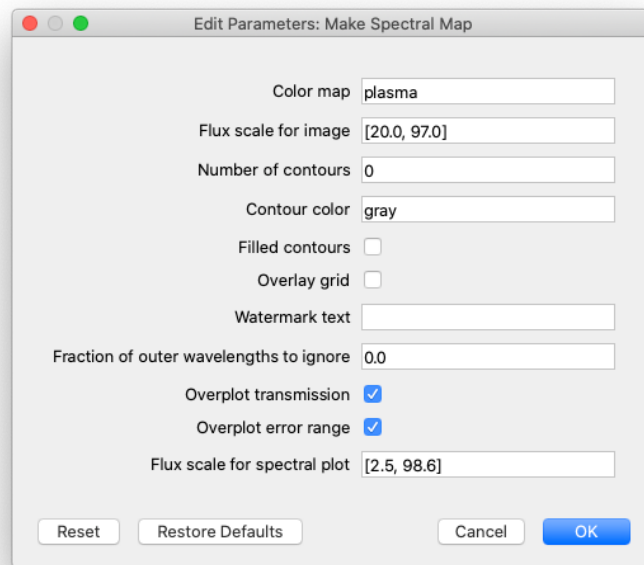 Edit Parameters: Make Spectral Map
Color map plasma
Flux scale for image [20.0, 97.0]
Number of contours 0
Contour color gray
Filled contours
Overlay grid
Watermark text
Fraction of outer wavelengths to ignore 0.0
Overplot transmission
Overplot error range
Flux scale for spectral plot [2.5, 98.6]
Reset Restore Defaults Cancel OK